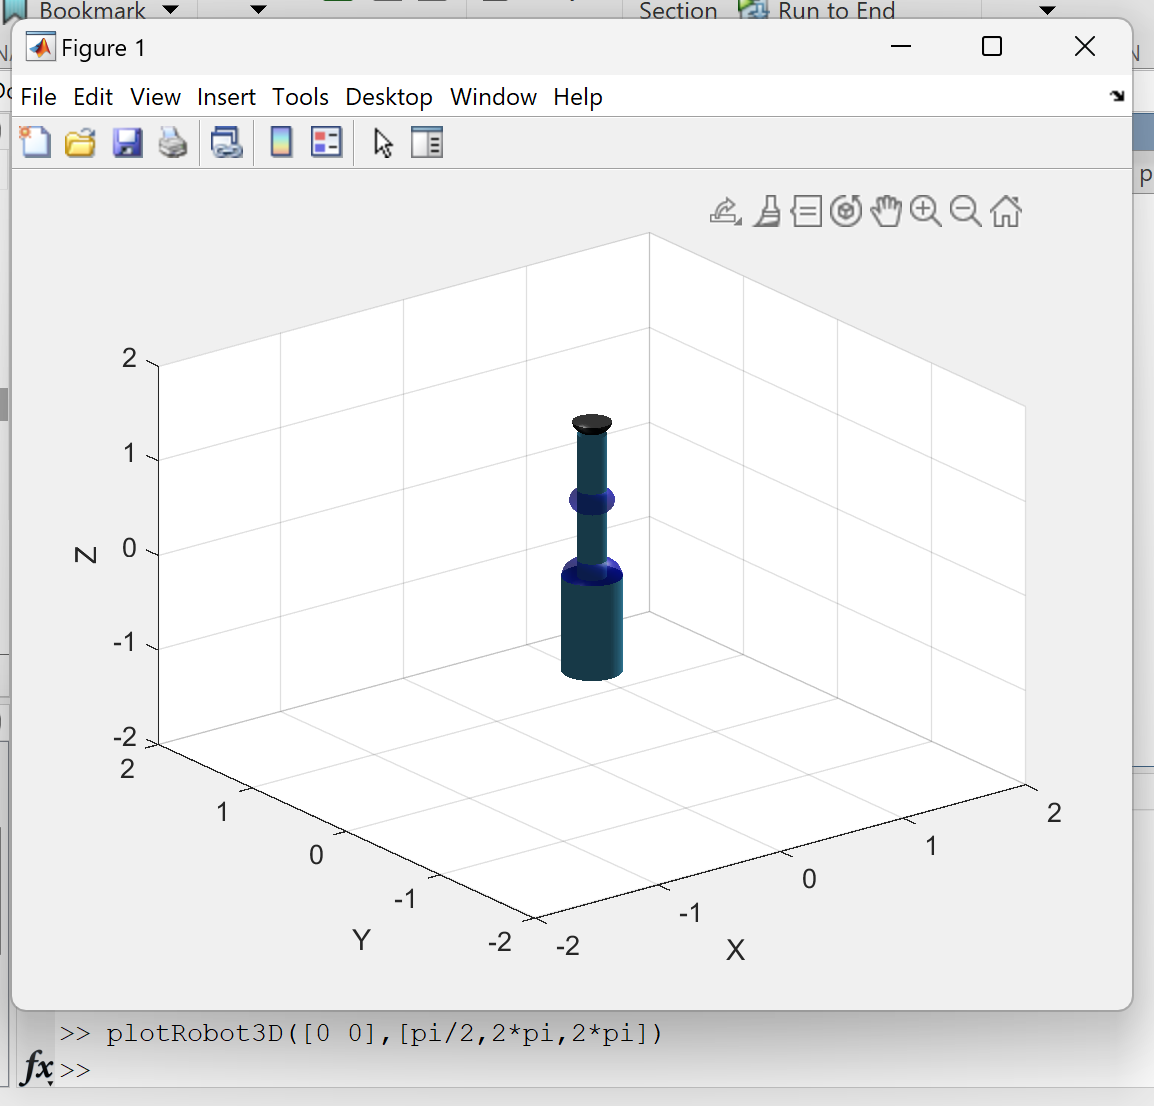 Bookmark Section Run to End
Figure 1
File Edit View Insert Tools Desktop Window Help
p
2
1
0
-1
-2
Z
2
1
0
-1
-2
Y
-2
-1
0
1
2
X
>> plotRobot3D([0 0],[pi/2,2*pi,2*pi])
fx >>